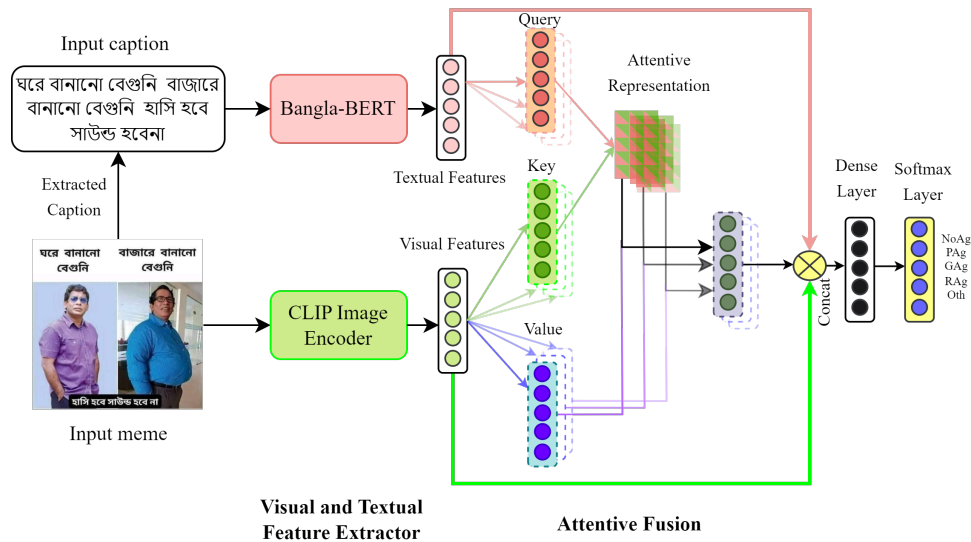 Input caption
ঘরে বানানো বেগুনি বাজারে
বানানো বেগুনি হাসি হবে
সাউন্ড হবেনা
Extracted
Caption
ঘরে বানানো
বেগুনি
বাজারে বানানো
বেগুনি
হাসি হবে সাউন্ড হবে না
Input meme
Bangla-BERT
CLIP Image
Encoder
Textual Features
Visual Features
Query
Key
Value
Attentive
Representation
Concat
Dense
Layer
Softmax
Layer
NoAg
PAg
GAg
RAg
Oth
Visual and Textual
Feature Extractor
Attentive Fusion